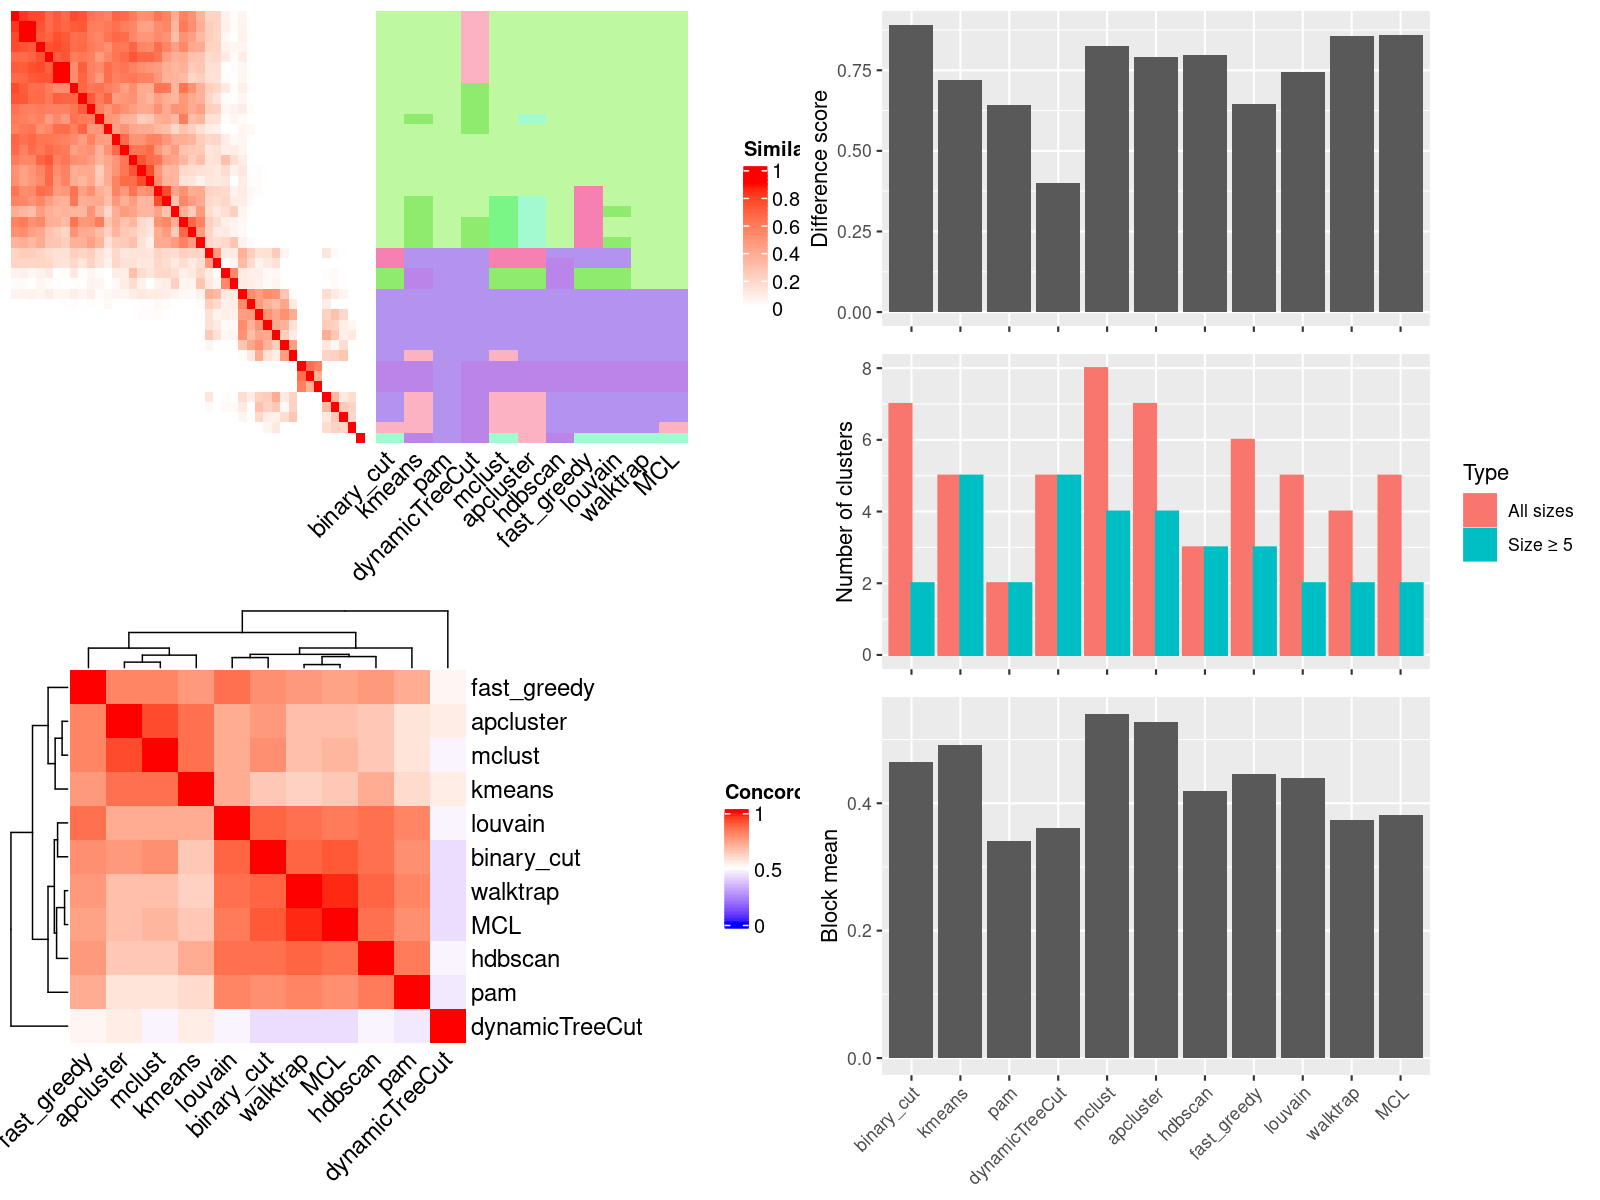 Simila
1
0.8
0.6
0.4
0.2
0
binary_cut
kmeans
pam
dynamicTreeCut
mclust
apcluster
hdbscan
fast_greedy
louvain
walktrap
MCL
Difference score
0.75
0.50
0.25
0.00
Number of clusters
8
6
4
2
0
Type
All sizes
Size ≥ 5
fast_greedy
apcluster
mclust
kmeans
louvain
binary_cut
walktrap
MCL
hdbscan
pam
dynamicTreeCut
fast_greedy
apcluster
mclust
kmeans
louvain
binary_cut
walktrap
MCL
hdbscan
pam
dynamicTreeCut
Concord
1
0.5
0
Block mean
0.4
0.2
0.0
binary_cut
kmeans
pam
dynamicTreeCut
mclust
apcluster
hdbscan
fast_greedy
louvain
walktrap
MCL